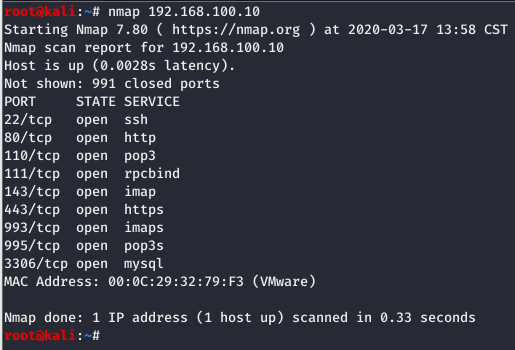 root@kali:~# nmap 192.168.100.10
Starting Nmap 7.80 ( https://nmap.org ) at 2020-03-17 13:58 CST
Nmap scan report for 192.168.100.10
Host is up (0.0028s latency).
Not shown: 991 closed ports
PORT     STATE SERVICE
22/tcp   open  ssh
80/tcp   open  http
110/tcp  open  pop3
111/tcp  open  rpcbind
143/tcp  open  imap
443/tcp  open  https
993/tcp  open  imaps
995/tcp  open  pop3s
3306/tcp open  mysql
MAC Address: 00:0C:29:32:79:F3 (VMware)

Nmap done: 1 IP address (1 host up) scanned in 0.33 seconds
root@kali:~#